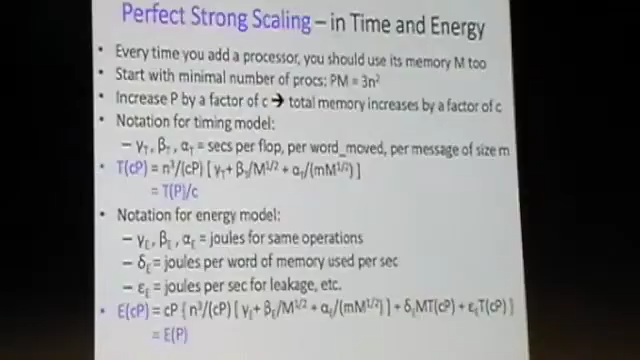 Perfect Strong Scaling – in Time and Energy
• Every time you add a processor, you should use its memory M too
• Start with minimal number of procs: PM = 3n²
• Increase P by a factor of c ➔ total memory increases by a factor of c
• Notation for timing model:
– γT, βT, αT = secs per flop, per word_moved, per message of size m
• T(cP) = n³/(cP) [ γT+ βT/M^1/2 + αT/(mM^1/2) ]
= T(P)/c
• Notation for energy model:
– γE, βE, αE = joules for same operations
– δE = joules per word of memory used per sec
– εE = joules per sec for leakage, etc.
• E(cP) = cP { n³/(cP) [ γE+ βE/M^1/2 + αE/(mM^1/2) ] + δEMT(cP) + εET(cP) }
= E(P)